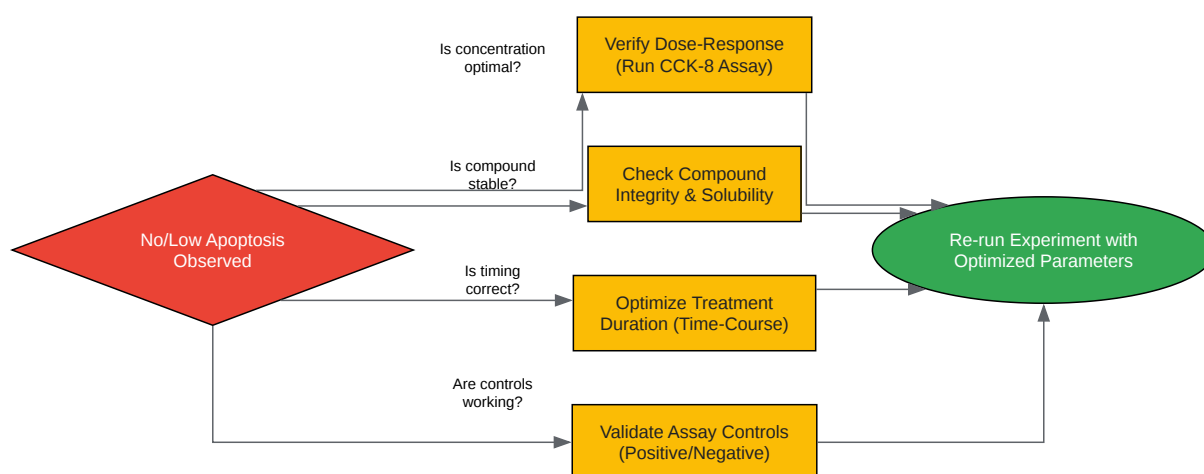 Is concentration
optimal?
Verify Dose-Response
(Run CCK-8 Assay)
Is compound
stable?
Check Compound
Integrity & Solubility
No/Low Apoptosis
Observed
Re-run Experiment with
Optimized Parameters
Is timing
correct?
Optimize Treatment
Duration (Time-Course)
Are controls
working?
Validate Assay Controls
(Positive/Negative)